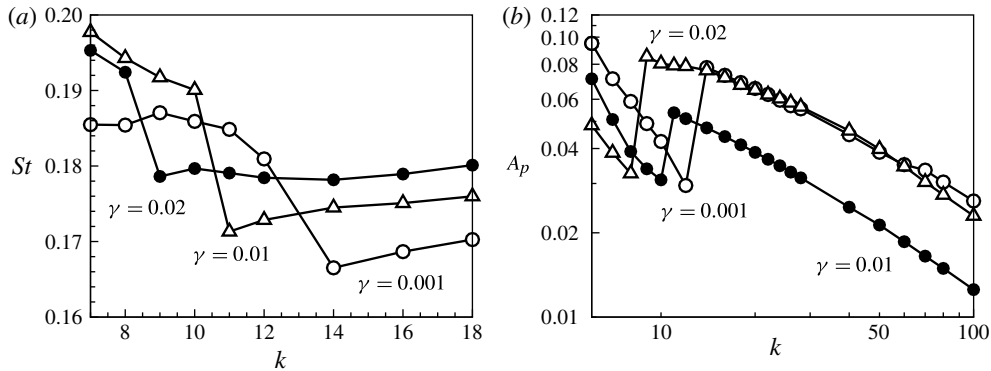 (a)
0.20
0.19
St 0.18
0.17
0.16
γ = 0.02
γ = 0.01
γ = 0.001
8 10 12 14 16 18
k
(b)
0.12
0.10
0.08
0.06
A_p 0.04
0.02
0.01
γ = 0.02
γ = 0.001
γ = 0.01
10 50 100
k